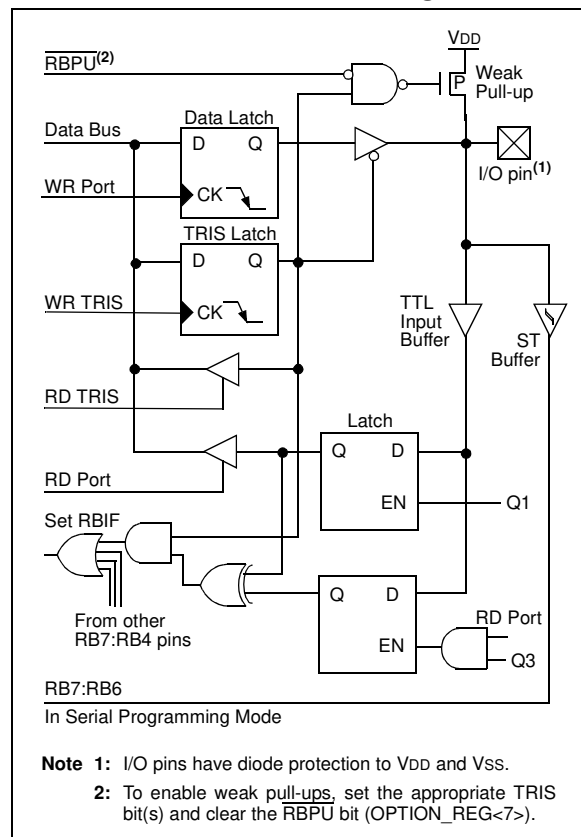 VDD
RBPU(2)
P
Weak
Pull-up
Data Latch
Data Bus
D
Q
I/O pin(1)
WR Port
CK
TRIS Latch
D
Q
WR TRIS
CK
TTL
Input
Buffer
ST
Buffer
RD TRIS
Latch
Q
D
RD Port
EN
Q1
Set RBIF
Q
D
From other
RB7:RB4 pins
RD Port
EN
Q3
RB7:RB6
In Serial Programming Mode
Note 1: I/O pins have diode protection to VDD and VSS.
2: To enable weak pull-ups, set the appropriate TRIS
bit(s) and clear the RBPU bit (OPTION_REG<7>).